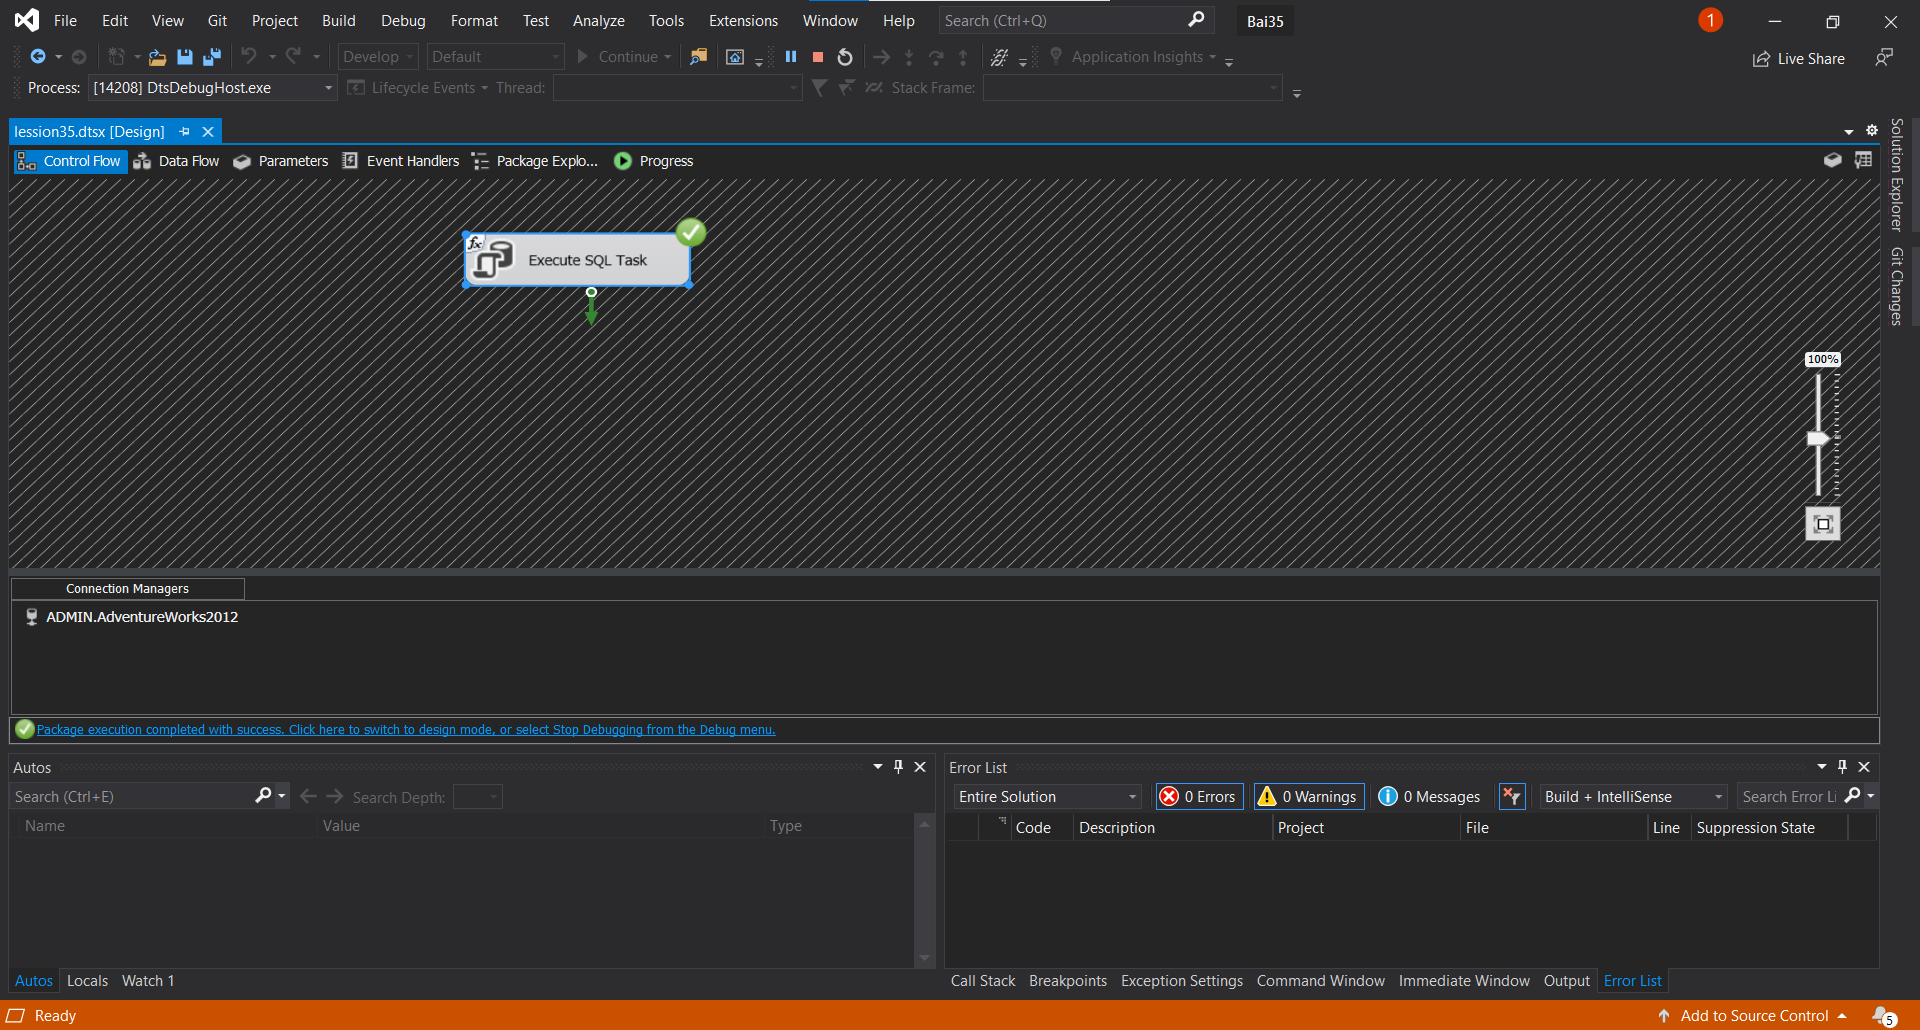 File Edit View Git Project Build Debug Format Test Analyze Tools Extensions Window Help Search (Ctrl+Q) Bai35 1
Develop Default Continue Application Insights Live Share
Process: [14208] DtsDebugHost.exe Lifecycle Events Thread: Stack Frame:
lession35.dtsx [Design]
Control Flow Data Flow Parameters Event Handlers Package Explo... Progress
fx
Execute SQL Task
100%
Connection Managers
ADMIN.AdventureWorks2012
Package execution completed with success. Click here to switch to design mode, or select Stop Debugging from the Debug menu.
Solution Explorer
Git Changes
Autos
Search (Ctrl+E) Search Depth:
Name Value Type
Autos Locals Watch 1
Error List
Entire Solution 0 Errors 0 Warnings 0 Messages Build + IntelliSense Search Error Li
Code Description Project File Line Suppression State
Call Stack Breakpoints Exception Settings Command Window Immediate Window Output Error List
Ready Add to Source Control 5